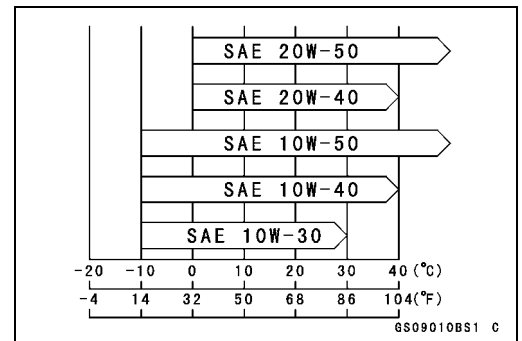 SAE 20W-50
SAE 20W-40
SAE 10W-50
SAE 10W-40
SAE 10W-30
-20 -10 0 10 20 30 40 (°C)
-4 14 32 50 68 86 104(°F)
GS09010BS1 C